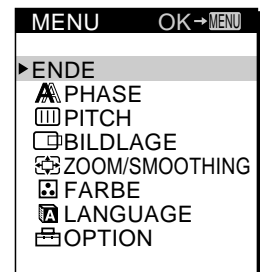 MENU OK→MENU
▶ENDE
PHASE
PITCH
BILDLAGE
ZOOM/SMOOTHING
FARBE
LANGUAGE
OPTION